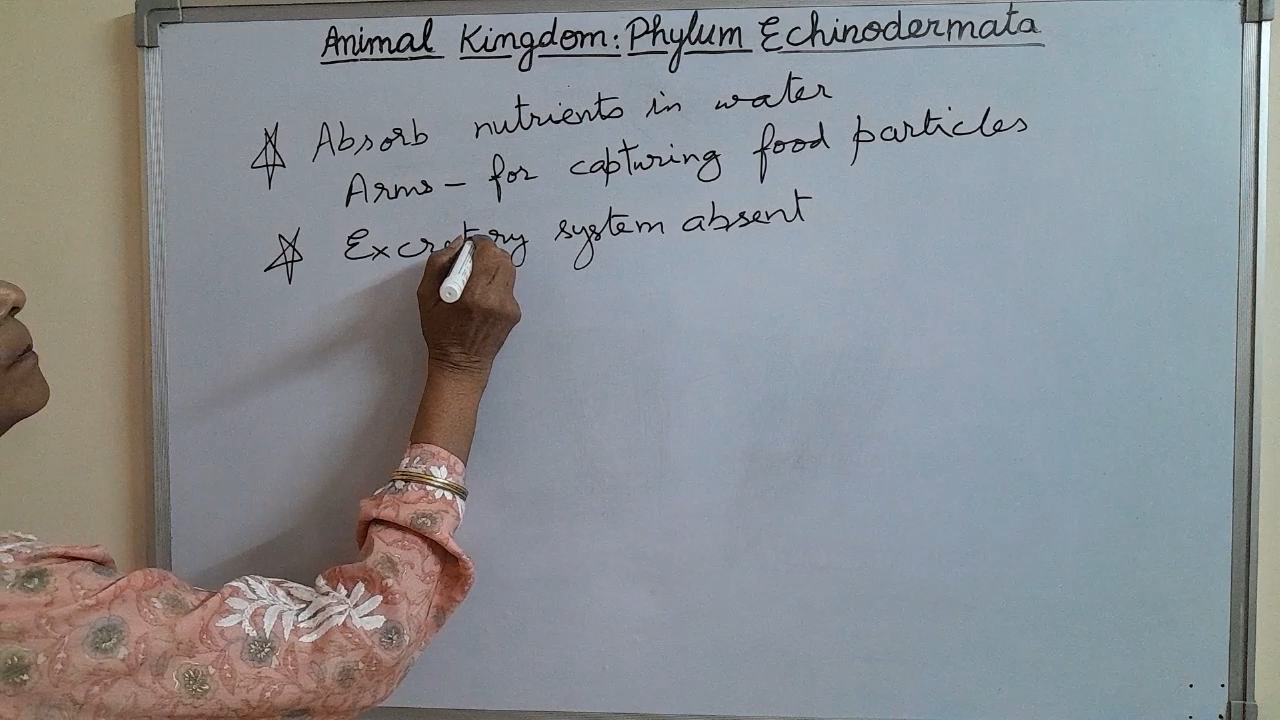 Animal Kingdom: Phylum Echinodermata
Absorb nutrients in water
Arms - for capturing food particles
Excretory system absent